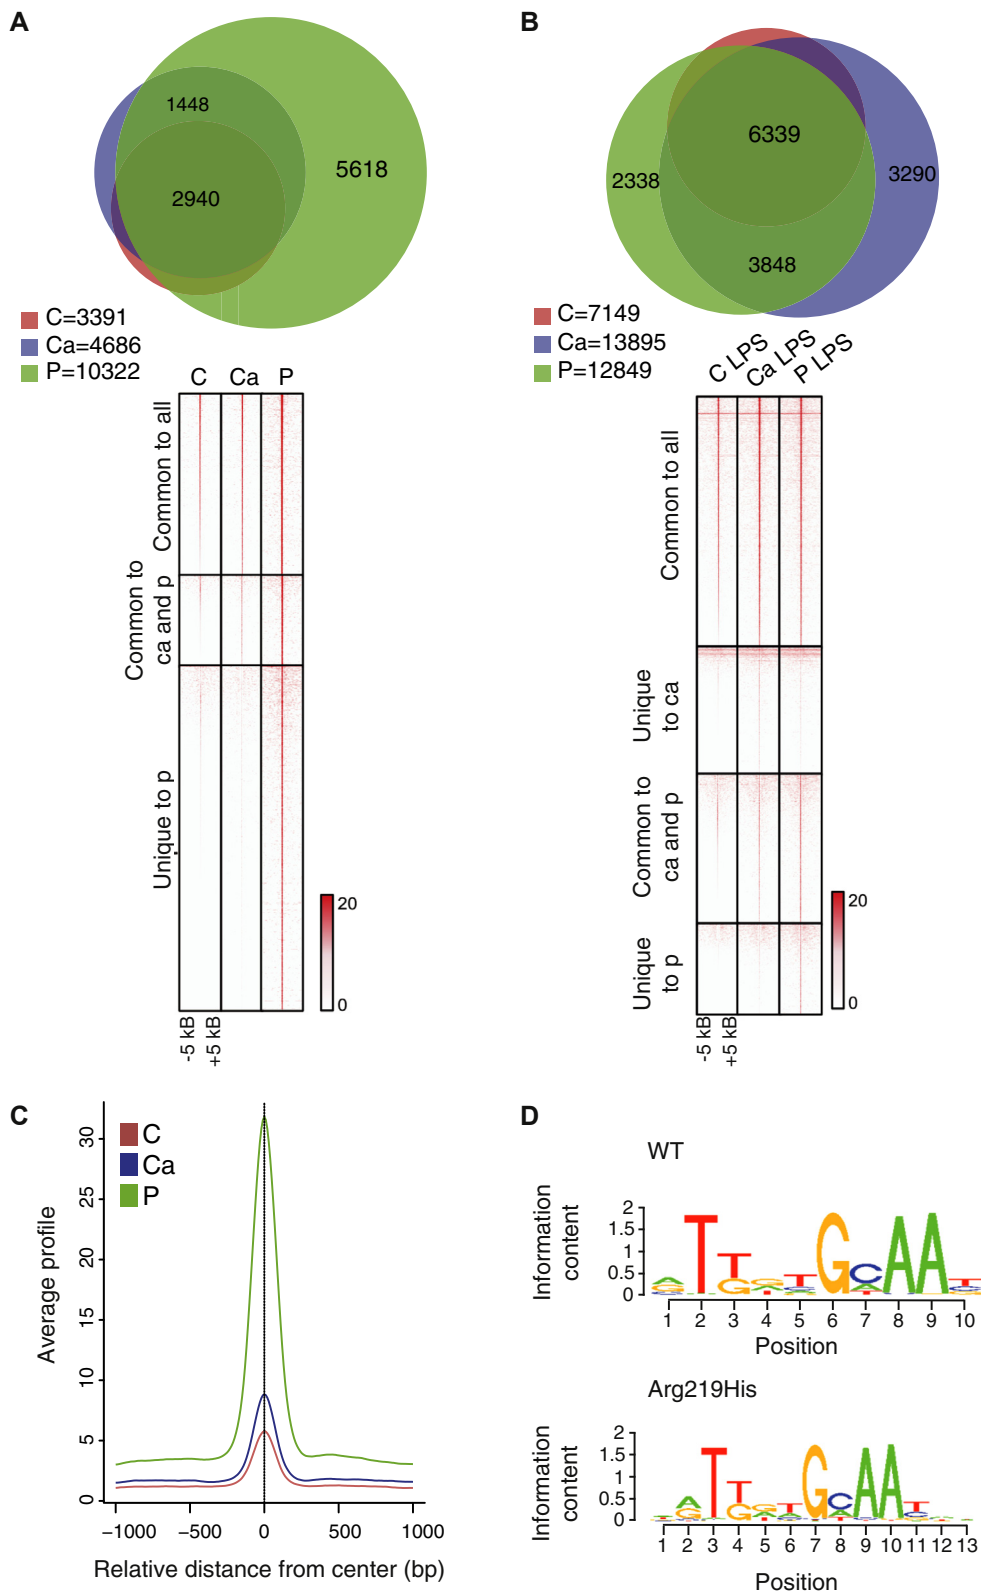 A
1448
5618
2940
C=3391
Ca=4686
P=10322
C Ca P
Common to all
Common to
ca and p
Unique to p
20
0
-5 kB
+5 kB
B
6339
2338
3290
3848
C=7149
Ca=13895
P=12849
C LPS
Ca LPS
P LPS
Common to all
Unique
to ca
Common to
ca and p
Unique
to p
20
0
-5 kB
+5 kB
C
C
Ca
P
Average profile
30
25
20
15
10
5
0
−1000 −500 0 500 1000
Relative distance from center (bp)
D
WT
Information
content
2
1.5
1
0.5
0
1 2 3 4 5 6 7 8 9 10
Position
Arg219His
Information
content
2
1.5
1
0.5
0
1 2 3 4 5 6 7 8 9 10 11 12 13
Position